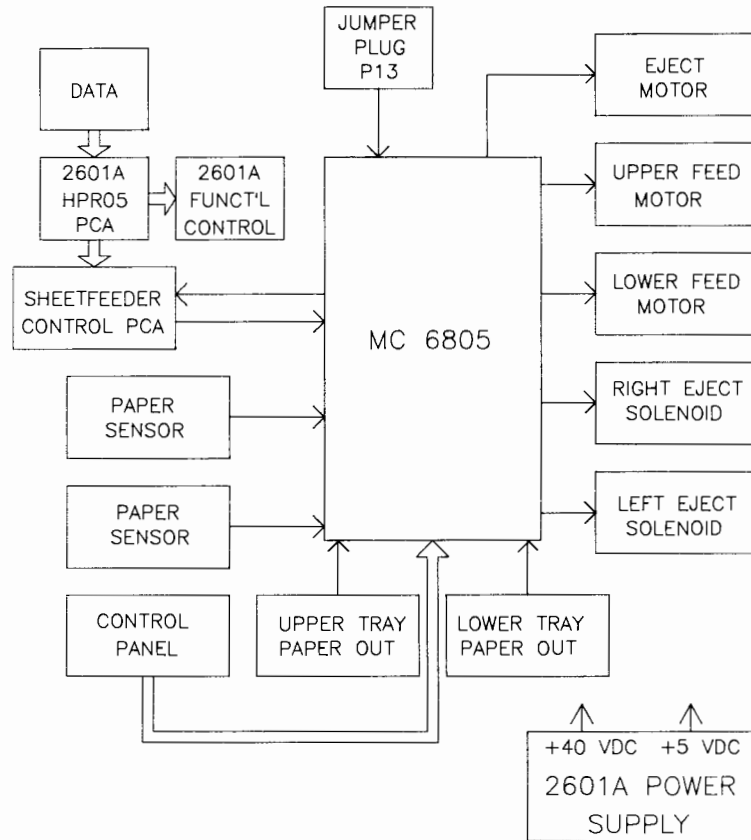 JUMPER
PLUG
P13
EJECT
MOTOR
DATA
2601A
HPR05
PCA
2601A
FUNCT'L
CONTROL
UPPER FEED
MOTOR
SHEETFEEDER
CONTROL PCA
MC 6805
LOWER FEED
MOTOR
PAPER
SENSOR
RIGHT EJECT
SOLENOID
PAPER
SENSOR
LEFT EJECT
SOLENOID
CONTROL
PANEL
UPPER TRAY
PAPER OUT
LOWER TRAY
PAPER OUT
+40 VDC +5 VDC
2601A POWER
SUPPLY